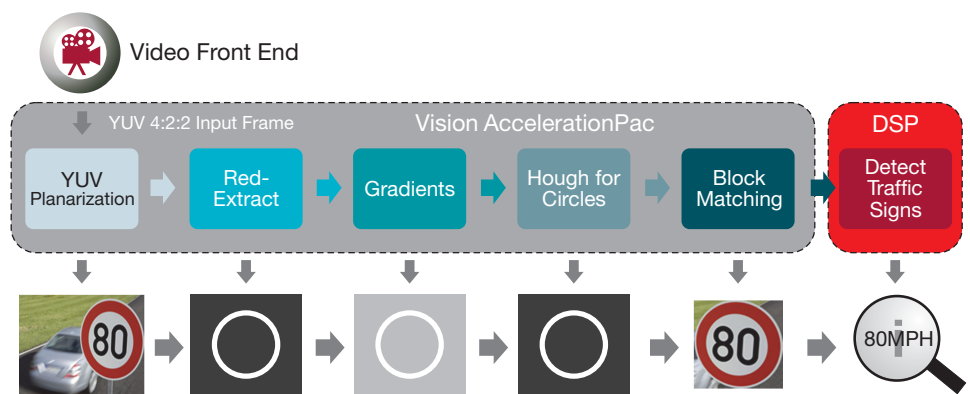 Video Front End
YUV 4:2:2 Input Frame
Vision AccelerationPac
DSP
YUV
Planarization
Red-
Extract
Gradients
Hough for
Circles
Block
Matching
Detect
Traffic
Signs
80
80
i
80MPH